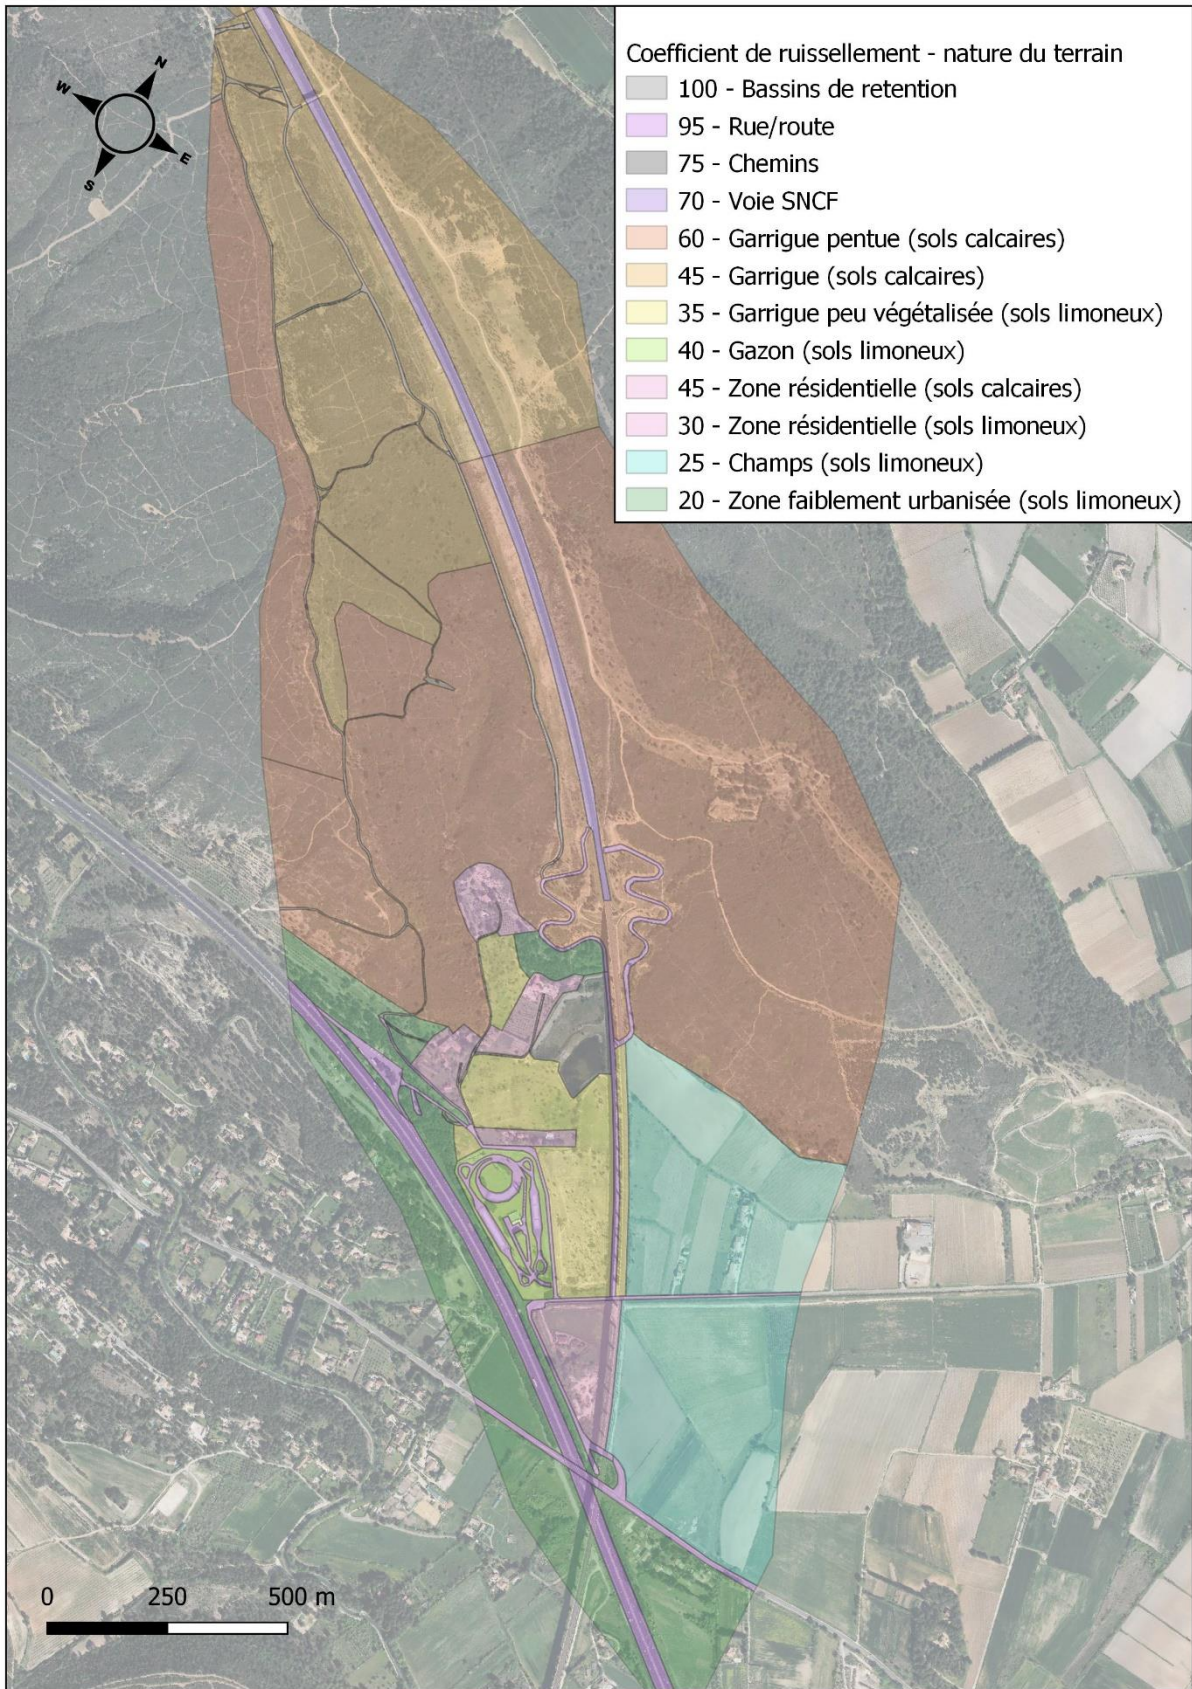 Coefficient de ruissellement - nature du terrain
100 - Bassins de retention
95 - Rue/route
75 - Chemins
70 - Voie SNCF
60 - Garrigue pentue (sols calcaires)
45 - Garrigue (sols calcaires)
35 - Garrigue peu végétalisée (sols limoneux)
40 - Gazon (sols limoneux)
45 - Zone résidentielle (sols calcaires)
30 - Zone résidentielle (sols limoneux)
25 - Champs (sols limoneux)
20 - Zone faiblement urbanisée (sols limoneux)
N
W
E
S
0 250 500 m